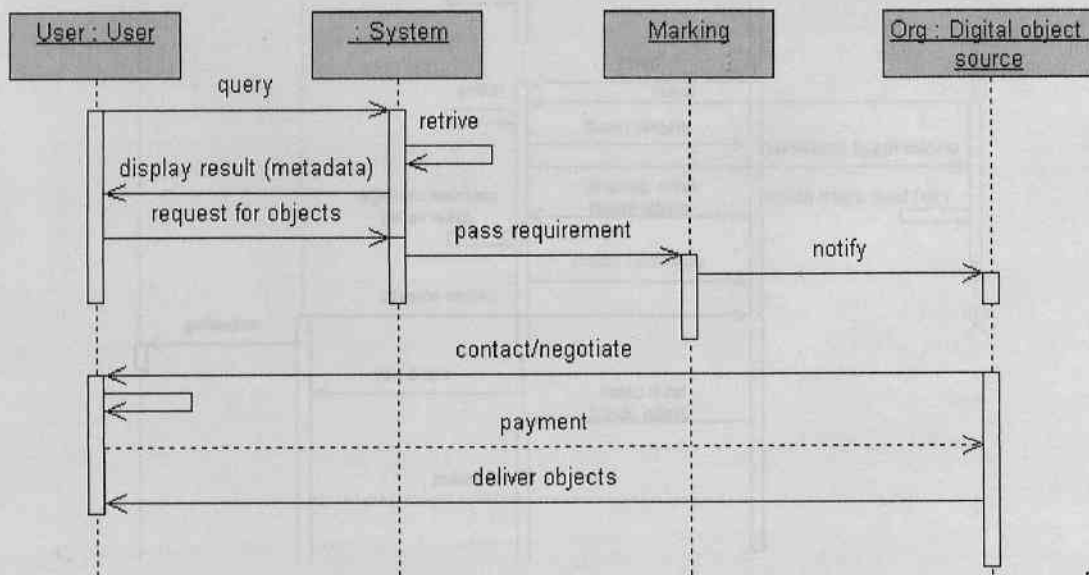 User : User
: System
Marking
Org : Digital object
source
query
retrive
display result (metadata)
request for objects
pass requirement
notify
contact/negotiate
payment
deliver objects